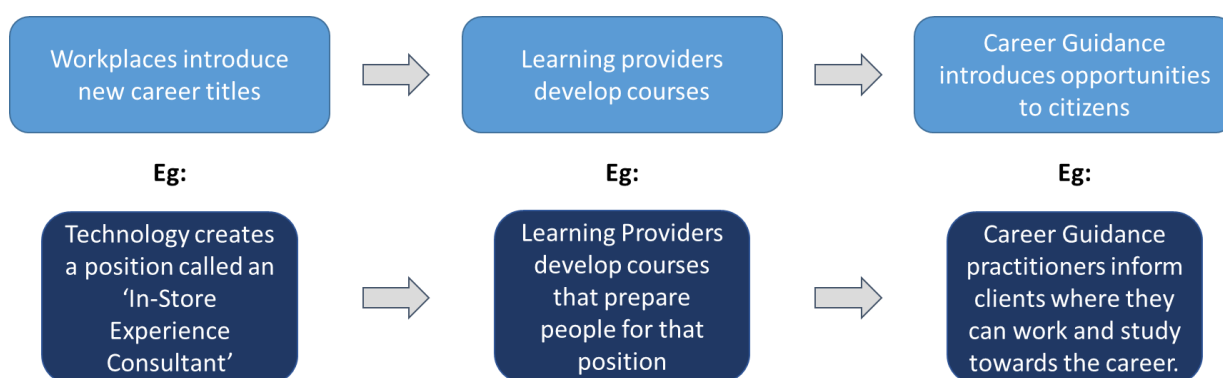 Workplaces introduce
new career titles
Learning providers
develop courses
Career Guidance
introduces opportunities
to citizens
Eg:
Eg:
Eg:
Technology creates
a position called an
‘In-Store
Experience
Consultant’
Learning Providers
develop courses
that prepare
people for that
position
Career Guidance
practitioners inform
clients where they
can work and study
towards the career.